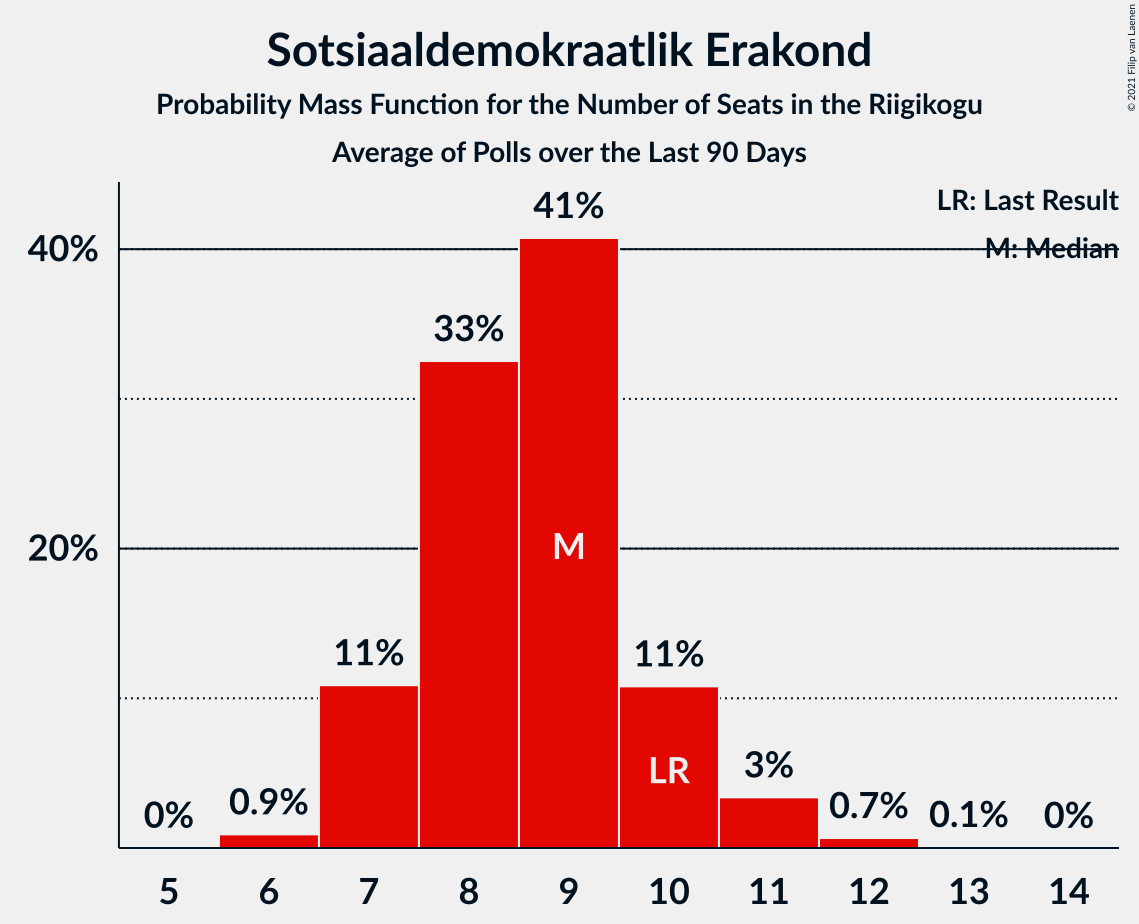 Sotsiaaldemokraatlik Erakond
Probability Mass Function for the Number of Seats in the Riigikogu
Average of Polls over the Last 90 Days
© 2021 Filip van Laenen
LR: Last Result
M: Median
40%
20%
0%
0.9%
11%
33%
41%
11%
3%
0.7%
0.1%
0%
M
LR
5 6 7 8 9 10 11 12 13 14